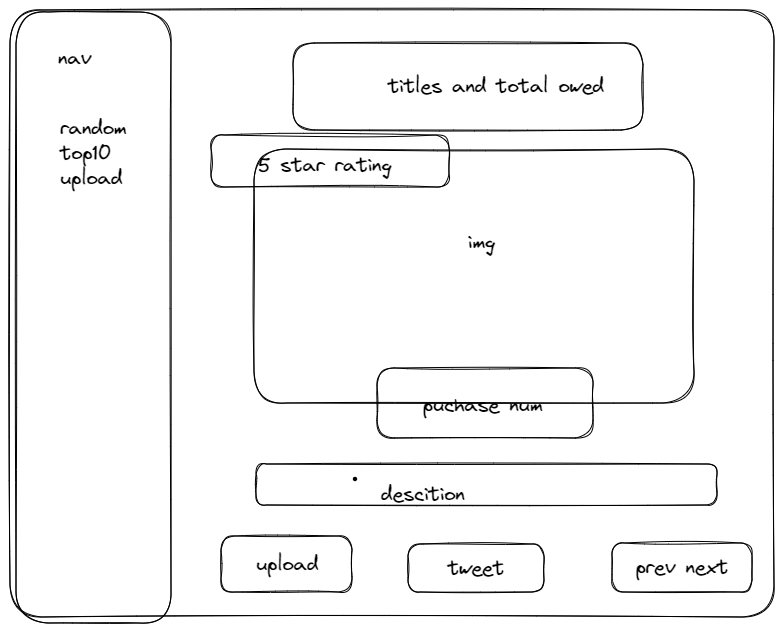 nav
random
top10
upload
titles and total owed
5 star rating
img
puchase num
descition
upload
tweet
prev next